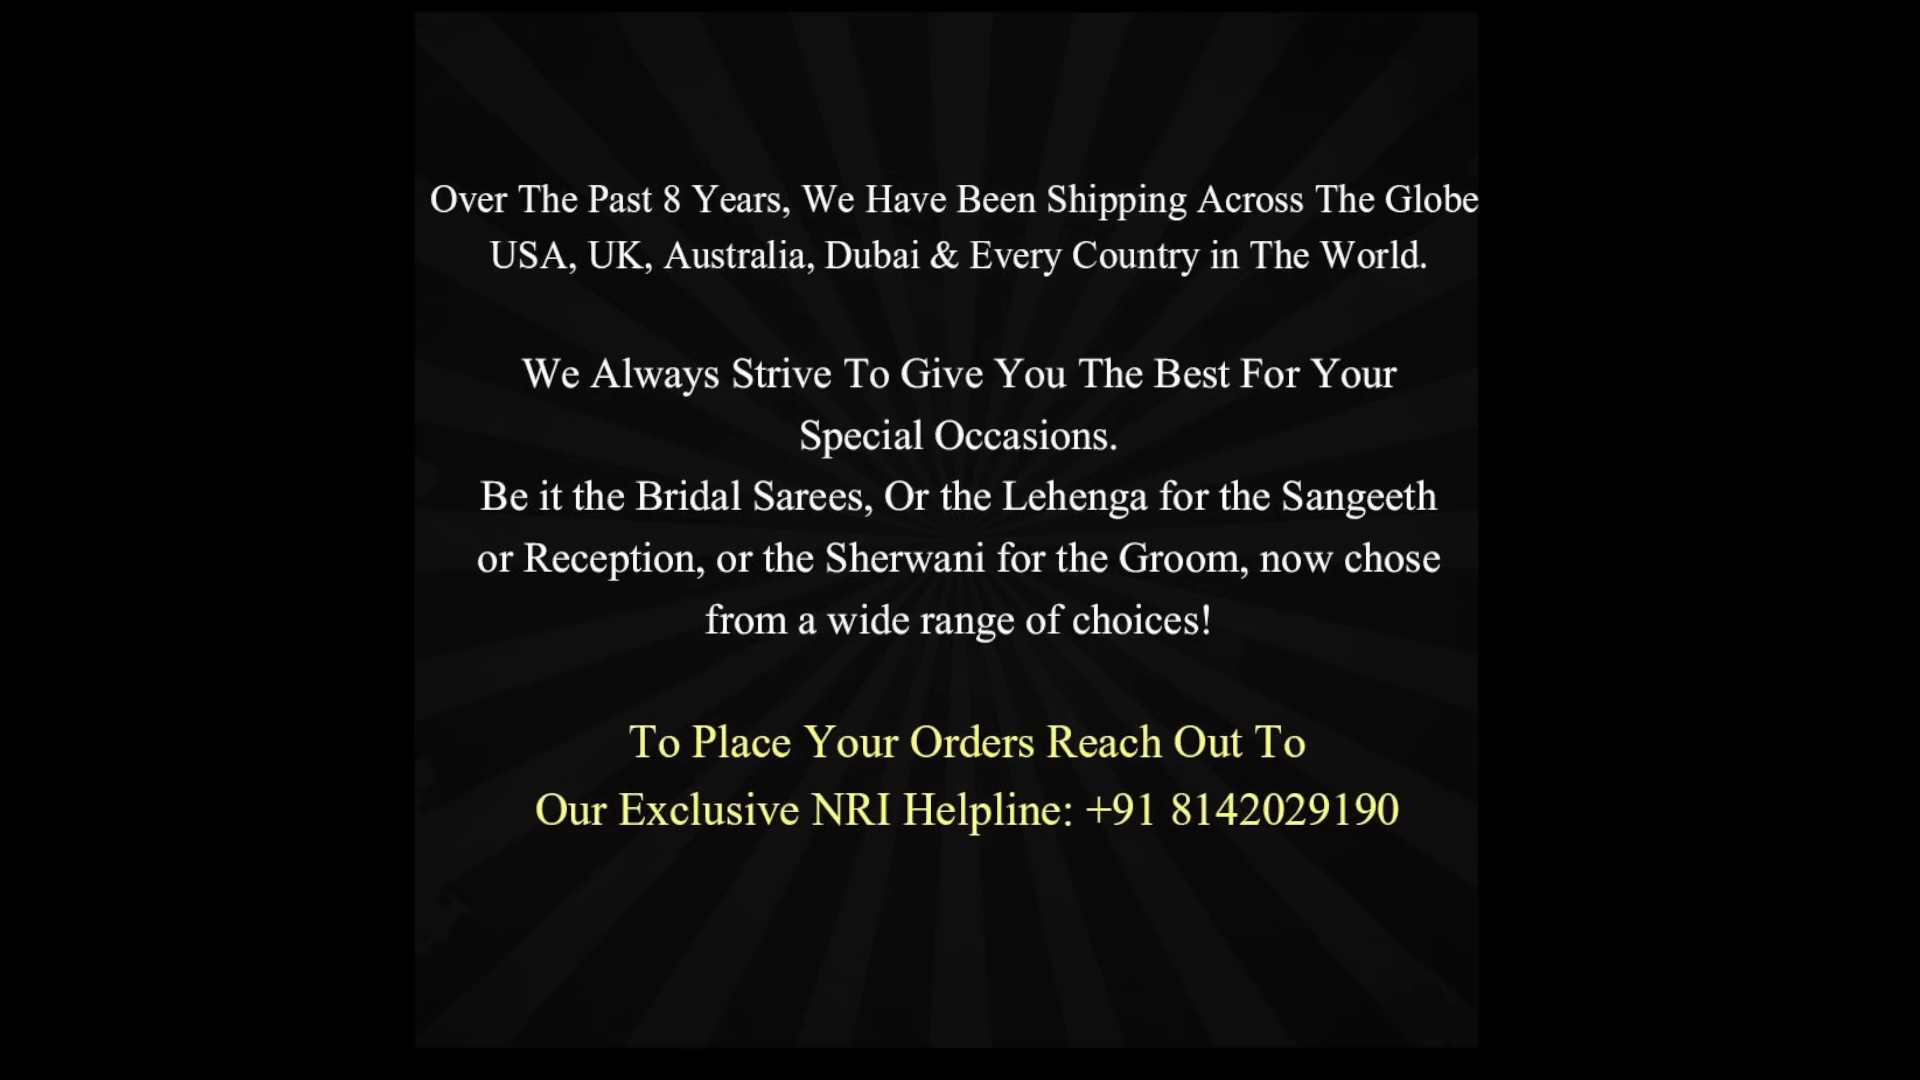 Over The Past 8 Years, We Have Been Shipping Across The Globe
USA, UK, Australia, Dubai & Every Country in The World.
We Always Strive To Give You The Best For Your
Special Occasions.
Be it the Bridal Sarees, Or the Lehenga for the Sangeeth
or Reception, or the Sherwani for the Groom, now chose
from a wide range of choices!
To Place Your Orders Reach Out To
Our Exclusive NRI Helpline: +91 8142029190